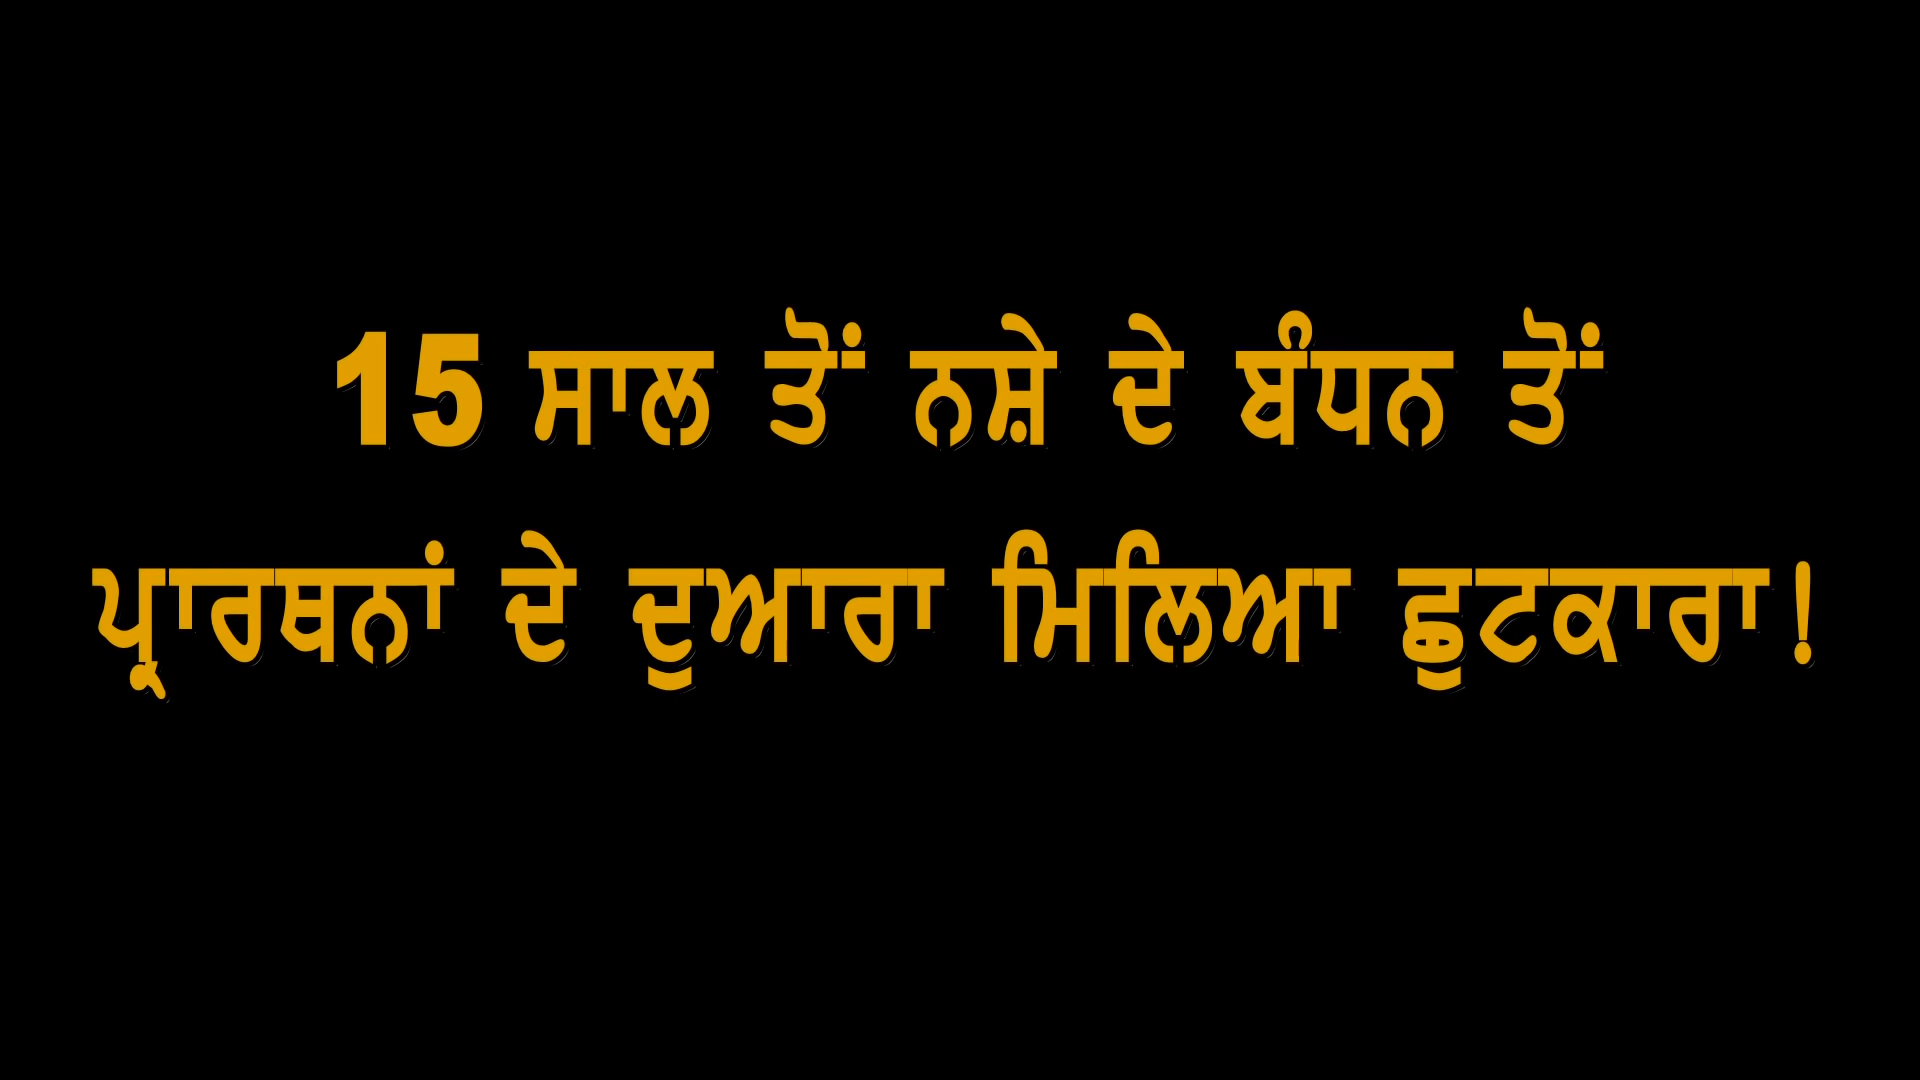 15 ਸਾਲ ਤੋਂ ਨਸ਼ੇ ਦੇ ਬੰਧਨ ਤੋਂ
ਪ੍ਰਾਰਥਨਾਂ ਦੇ ਦੁਆਰਾ ਮਿਲਿਆ ਛੁਟਕਾਰਾ!